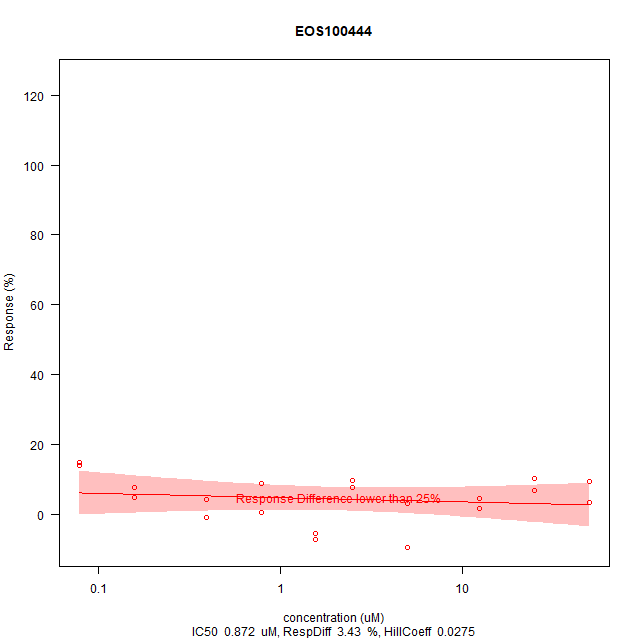 EOS100444
120
100
80
60
40
20
0
Response (%)
Response Difference lower than 25%
0.1 1 10
concentration (uM)
IC50 0.872 uM, RespDiff 3.43 %, HillCoeff 0.0275